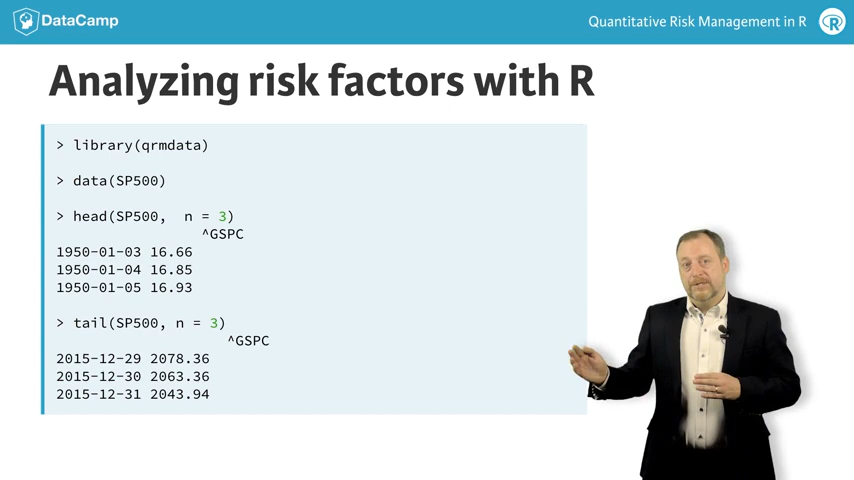 DataCamp
Quantitative Risk Management in R
R
Analyzing risk factors with R
> library(qrmdata)
> data(SP500)
> head(SP500,  n = 3)
^GSPC
1950-01-03 16.66
1950-01-04 16.85
1950-01-05 16.93
> tail(SP500, n = 3)
^GSPC
2015-12-29 2078.36
2015-12-30 2063.36
2015-12-31 2043.94